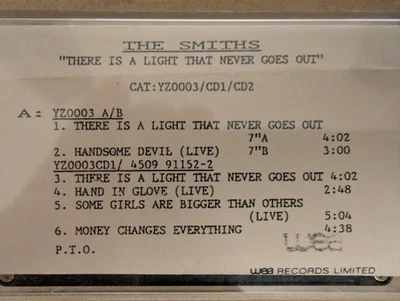 THE SMITHS
"THERE IS A LIGHT THAT NEVER GOES OUT"
CAT:YZ0003/CD1/CD2
A: YZ0003 A/B
1. THERE IS A LIGHT THAT NEVER GOES OUT
7"A 4:02
2. HANDSOME DEVIL (LIVE) 7"B 3:00
YZ0003CD1/ 4509 91152-2
3. THERE IS A LIGHT THAT NEVER GOES OUT 4:02
4. HAND IN GLOVE (LIVE) 2:48
5. SOME GIRLS ARE BIGGER THAN OTHERS
(LIVE) 5:04
6. MONEY CHANGES EVERYTHING 4:38
P.T.O. wea
wea RECORDS LIMITED